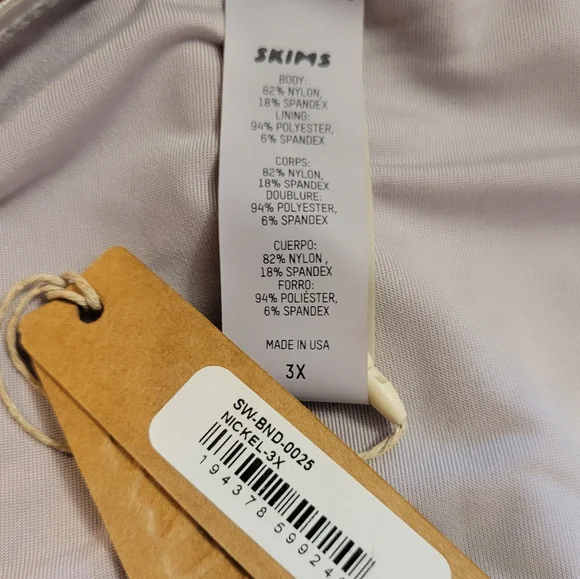 SKIMS
BODY:
82% NYLON,
18% SPANDEX
LINING:
94% POLYESTER,
6% SPANDEX
CORPS:
82% NYLON,
18% SPANDEX
DOUBLURE:
94% POLYESTER,
6% SPANDEX
CUERPO:
82% NYLON ,
18% SPANDEX
FORRO:
94% POLIÉSTER,
6% SPANDEX
MADE IN USA
3X
SW-BND-0025
NICKEL-3X
194378599244